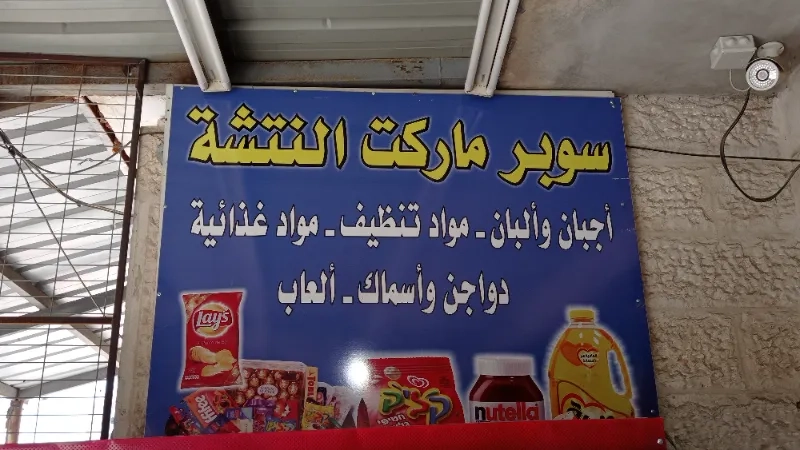 سوبر ماركت النتشة
أجبان وألبان - مواد تنظيف - مواد غذائية
دواجن وأسماك - ألعاب
Lay's
nutella